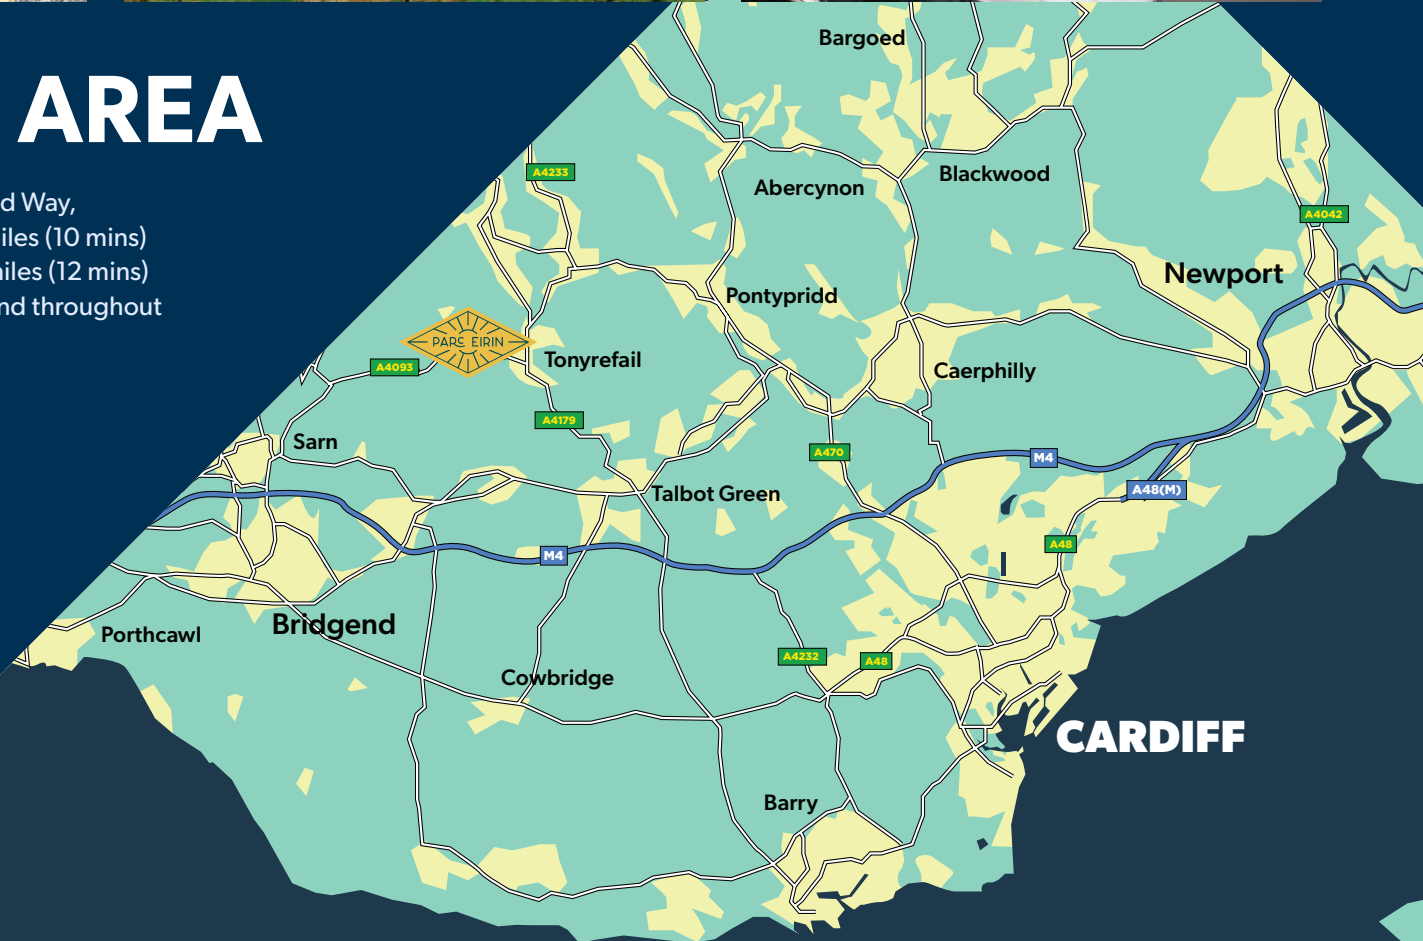 AREA
d Way,
iles (10 mins)
iles (12 mins)
nd throughout
Bargoed
A4233
Abercynon
Blackwood
A4042
Newport
Pontypridd
PARC EIRIN
Tonyrefail
A4093
Caerphilly
A4179
Sarn
A470
M4
Talbot Green
A48(M)
M4
A48
Bridgend
Porthcawl
A4232
A48
Cowbridge
CARDIFF
Barry